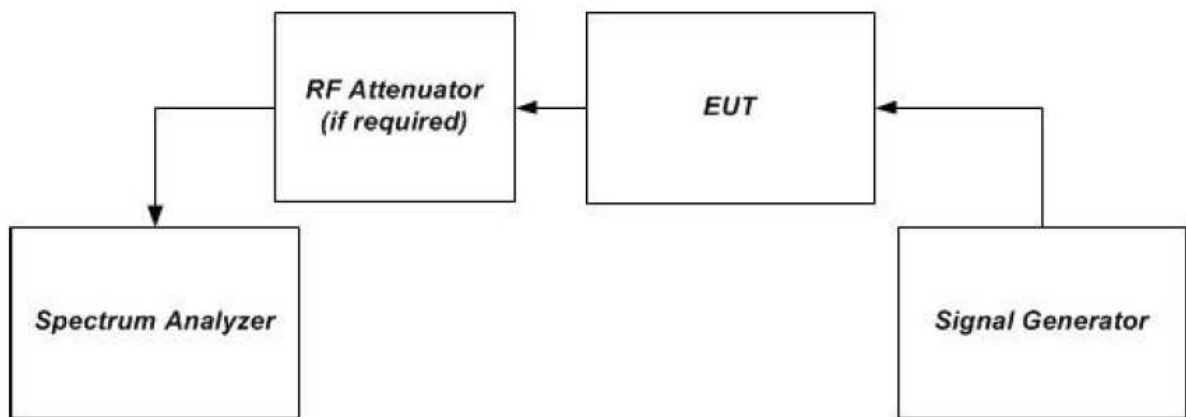 RF Attenuator
(if required)
EUT
Spectrum Analyzer
Signal Generator